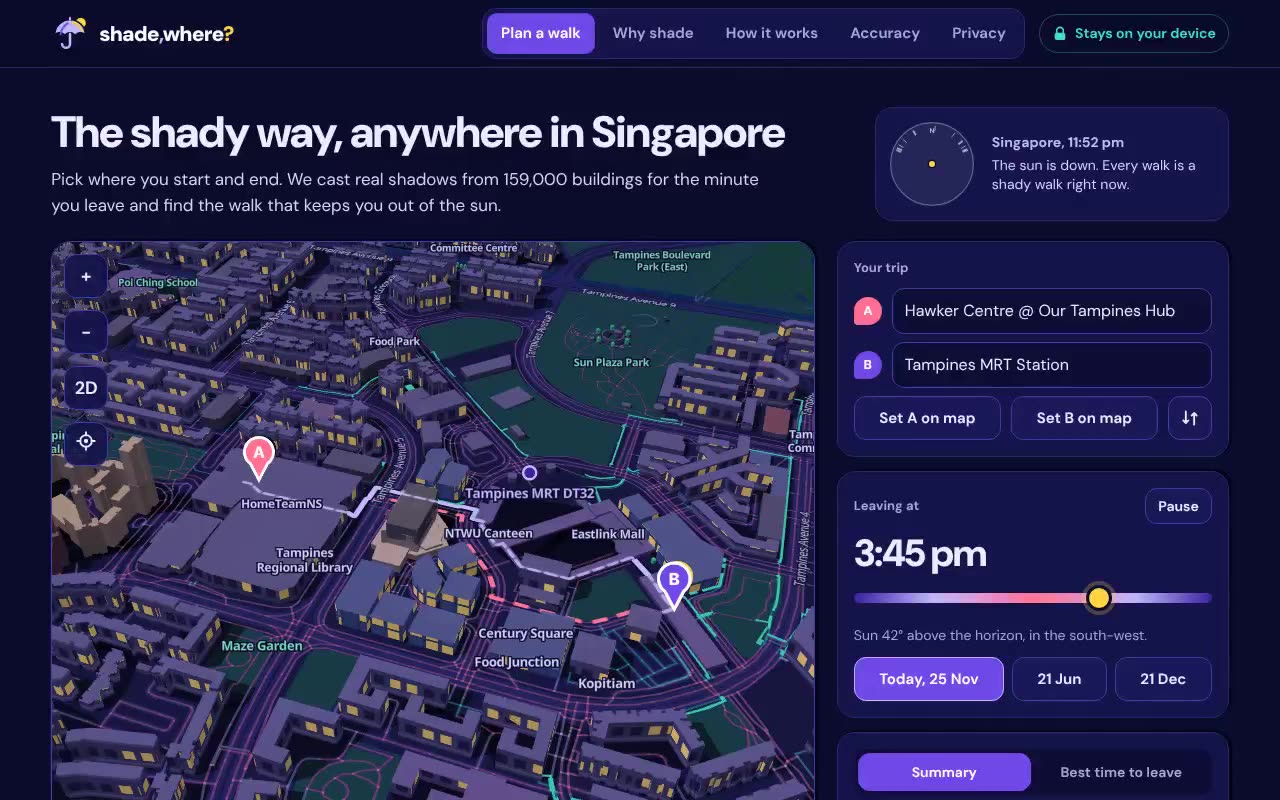 shade,where?
Plan a walk
Why shade
How it works
Accuracy
Privacy
Stays on your device
The shady way, anywhere in Singapore
Pick where you start and end. We cast real shadows from 159,000 buildings for the minute
you leave and find the walk that keeps you out of the sun.
N
Singapore, 11:52 pm
The sun is down. Every walk is a
shady walk right now.
+
-
2D
Committee Centre
Tampines Boulevard
Park (East)
Poi Ching School
Tampines Avenue 9
Tampines Avenue 7
Food Park
Sun Plaza Park
A
Tampines Avenue 5
HomeTeamNS
Tampines MRT DT32
NTWU Canteen
Eastlink Mall
Tampines Avenue 4
Tampines
Regional Library
B
Century Square
Maze Garden
Food Junction
Kopitiam
Your trip
A
Hawker Centre @ Our Tampines Hub
B
Tampines MRT Station
Set A on map
Set B on map
Leaving at
Pause
3:45 pm
Sun 42° above the horizon, in the south-west.
Today, 25 Nov
21 Jun
21 Dec
Summary
Best time to leave